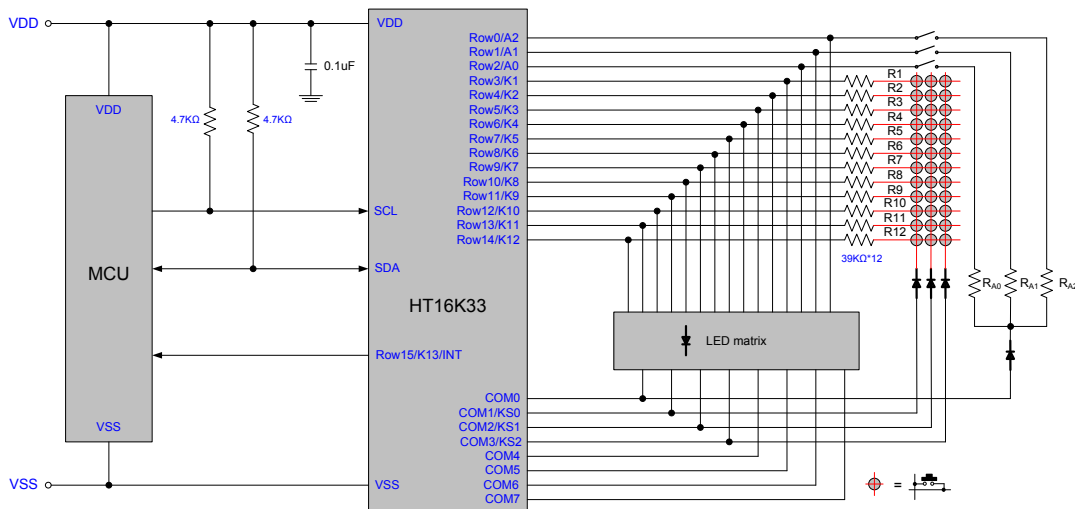 VDD
VDD
Row0/A2
Row1/A1
Row2/A0
Row3/K1
Row4/K2
Row5/K3
Row6/K4
Row7/K5
Row8/K6
Row9/K7
Row10/K8
Row11/K9
Row12/K10
Row13/K11
Row14/K12
0.1uF
VDD
4.7KΩ
4.7KΩ
R1
R2
R3
R4
R5
R6
R7
R8
R9
R10
R11
R12
39KΩ*12
SCL
SDA
MCU
HT16K33
RA0
RA1
RA2
LED matrix
Row15/K13/INT
COM0
COM1/KS0
COM2/KS1
COM3/KS2
COM4
COM5
COM6
COM7
VSS
VSS
VSS
=